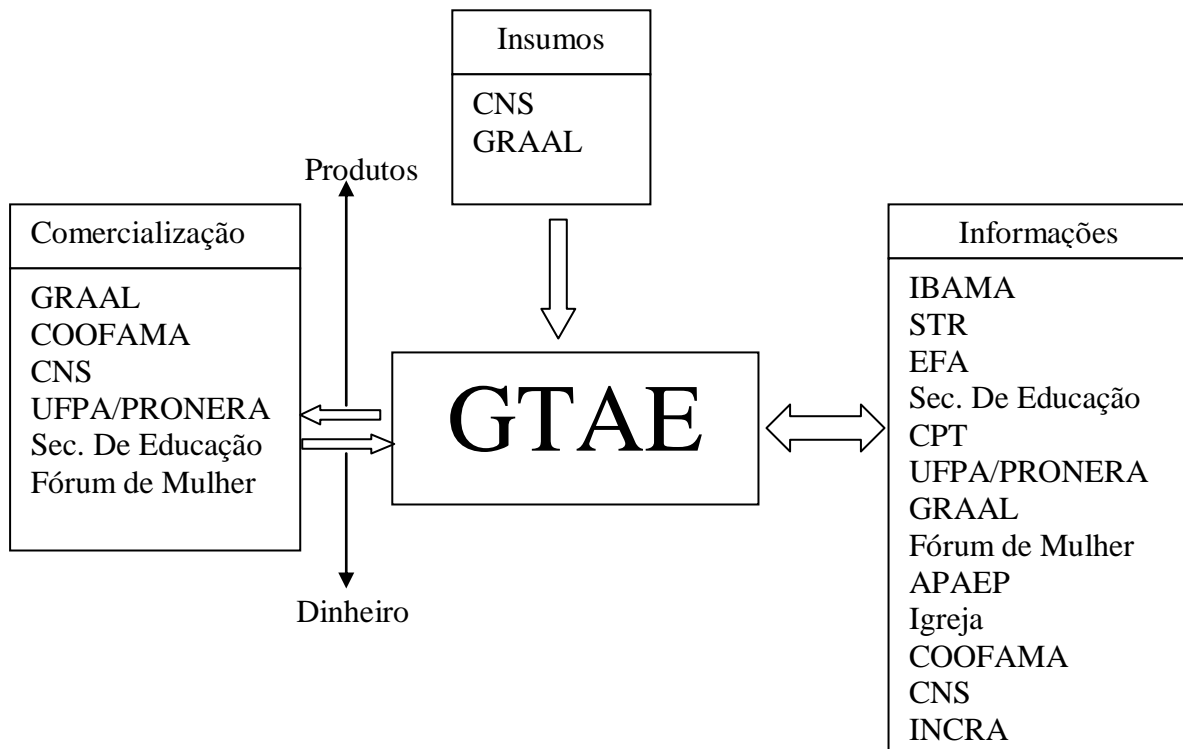 Insumos
CNS
GRAAL
Produtos
Comercialização
GRAAL
COOFAMA
CNS
UFPA/PRONERA
Sec. De Educação
Fórum de Mulher
Dinheiro
GTAE
Informações
IBAMA
STR
EFA
Sec. De Educação
CPT
UFPA/PRONERA
GRAAL
Fórum de Mulher
APAEP
Igreja
COOFAMA
CNS
INCRA